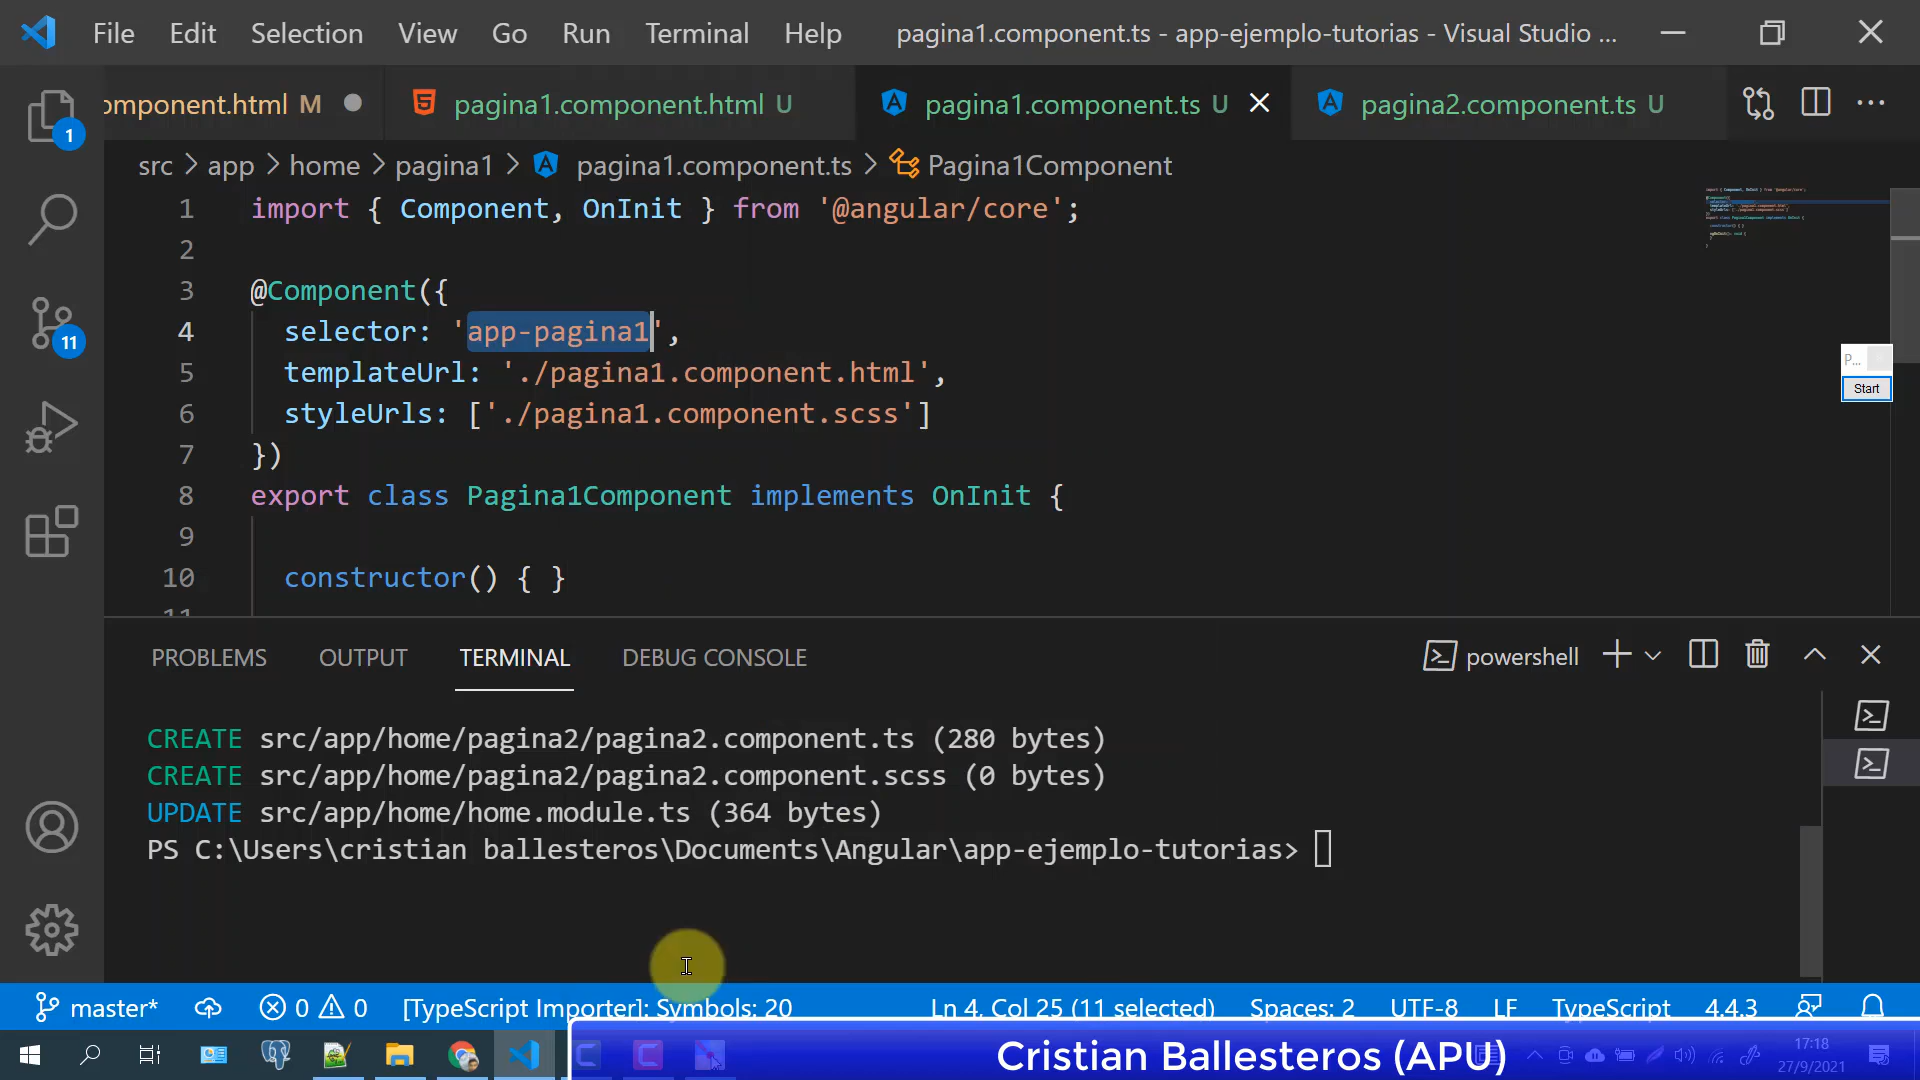 File Edit Selection View Go Run Terminal Help pagina1.component.ts - app-ejemplo-tutorias - Visual Studio ...
omponent.html M pagina1.component.html U pagina1.component.ts U pagina2.component.ts U
src > app > home > pagina1 > pagina1.component.ts > Pagina1Component
1 import { Component, OnInit } from '@angular/core';
2
3 @Component({
4 selector: 'app-pagina1',
5 templateUrl: './pagina1.component.html',
6 styleUrls: ['./pagina1.component.scss']
7 })
8 export class Pagina1Component implements OnInit {
9
10 constructor() { }
11
1
11
P...
Start
PROBLEMS OUTPUT TERMINAL DEBUG CONSOLE powershell
CREATE src/app/home/pagina2/pagina2.component.ts (280 bytes)
CREATE src/app/home/pagina2/pagina2.component.scss (0 bytes)
UPDATE src/app/home/home.module.ts (364 bytes)
PS C:\Users\cristian ballesteros\Documents\Angular\app-ejemplo-tutorias>
master* 0 0 [TypeScript Importer]: Symbols: 20 Ln 4, Col 25 (11 selected) Spaces: 2 UTF-8 LF TypeScript 4.4.3
Cristian Ballesteros (APU)
17:18
27/9/2021